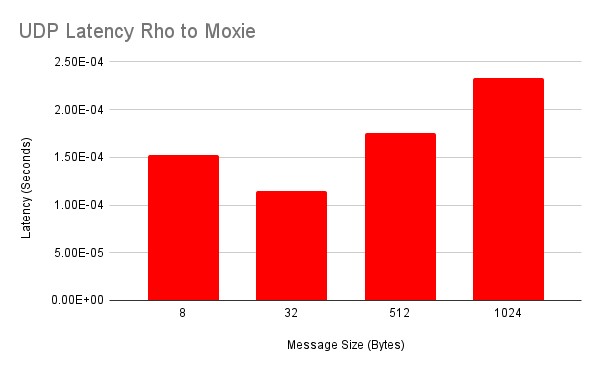 UDP Latency Rho to Moxie
2.50E-04
2.00E-04
1.50E-04
1.00E-04
5.00E-05
0.00E+00
Latency (Seconds)
8 32 512 1024
Message Size (Bytes)